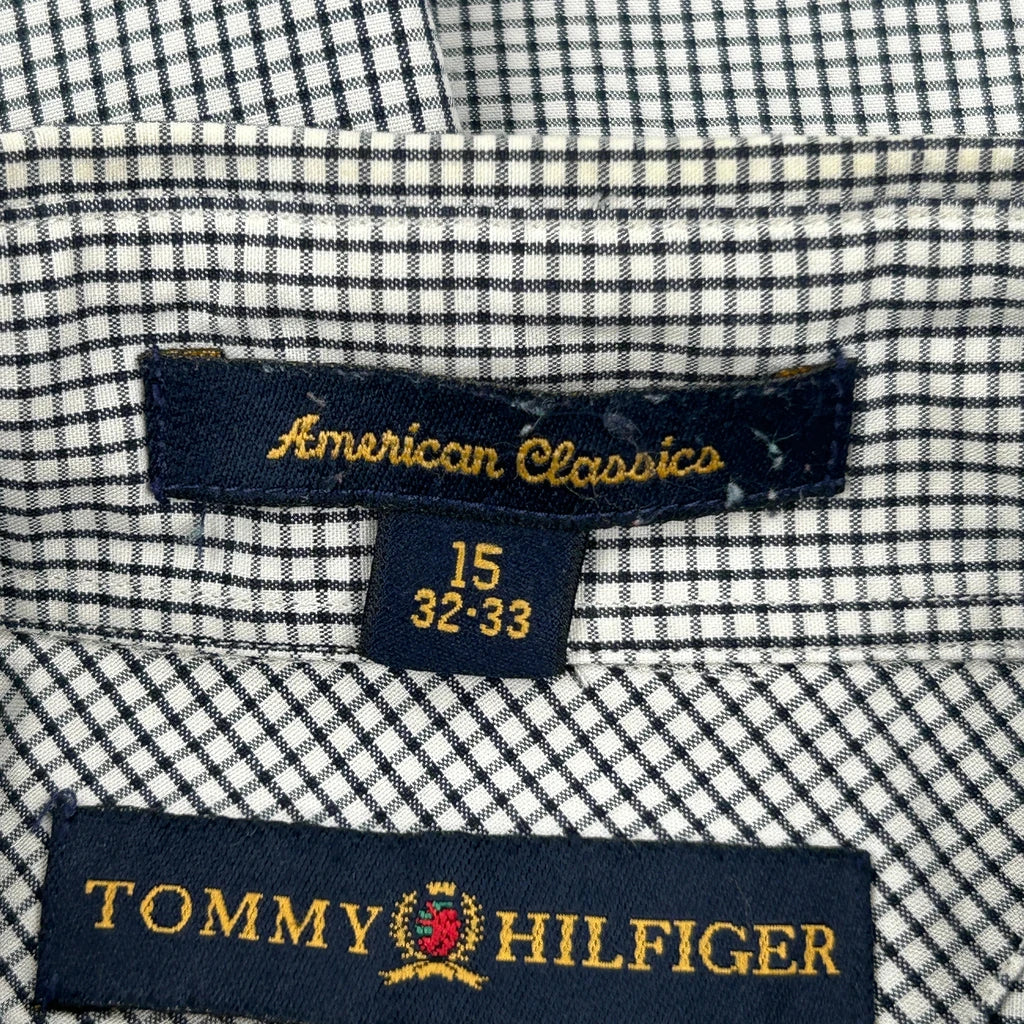 American Classics
15
32-33
TOMMY HILFIGER